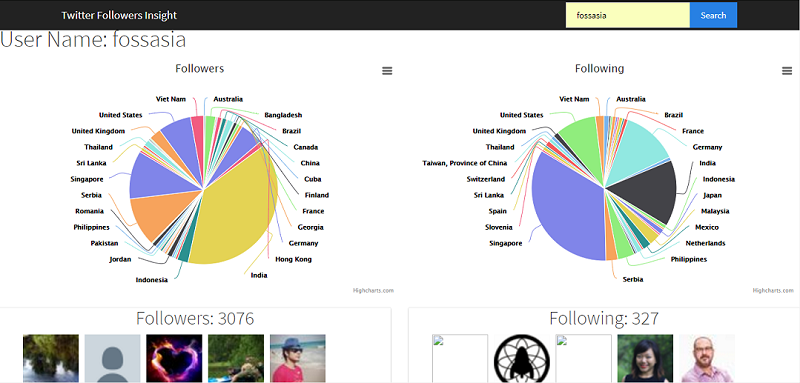 Twitter Followers Insight
fossasia
Search
User Name: fossasia
Followers
Viet Nam
Australia
United States
Bangladesh
United Kingdom
Brazil
Thailand
Canada
Sri Lanka
China
Singapore
Cuba
Serbia
Finland
Romania
France
Philippines
Georgia
Pakistan
Germany
Jordan
Hong Kong
Indonesia
India
Highcharts.com
Following
Viet Nam
Australia
United States
Brazil
United Kingdom
France
Thailand
Germany
Taiwan, Province of China
India
Switzerland
Indonesia
Sri Lanka
Japan
Spain
Malaysia
Slovenia
Mexico
Singapore
Netherlands
Philippines
Serbia
Highcharts.com
Followers: 3076
Following: 327